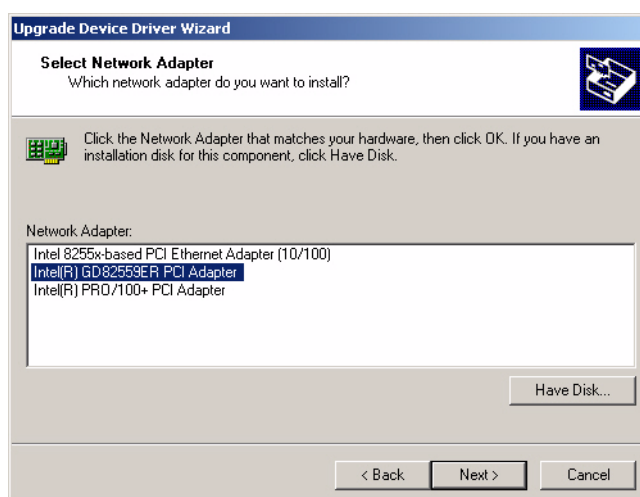 Upgrade Device Driver Wizard
Select Network Adapter
Which network adapter do you want to install?
Click the Network Adapter that matches your hardware, then click OK. If you have an
installation disk for this component, click Have Disk.
Network Adapter:
Intel 8255x-based PCI Ethernet Adapter (10/100)
Intel(R) GD82559ER PCI Adapter
Intel(R) PRO/100+ PCI Adapter
Have Disk...
< Back
Next >
Cancel